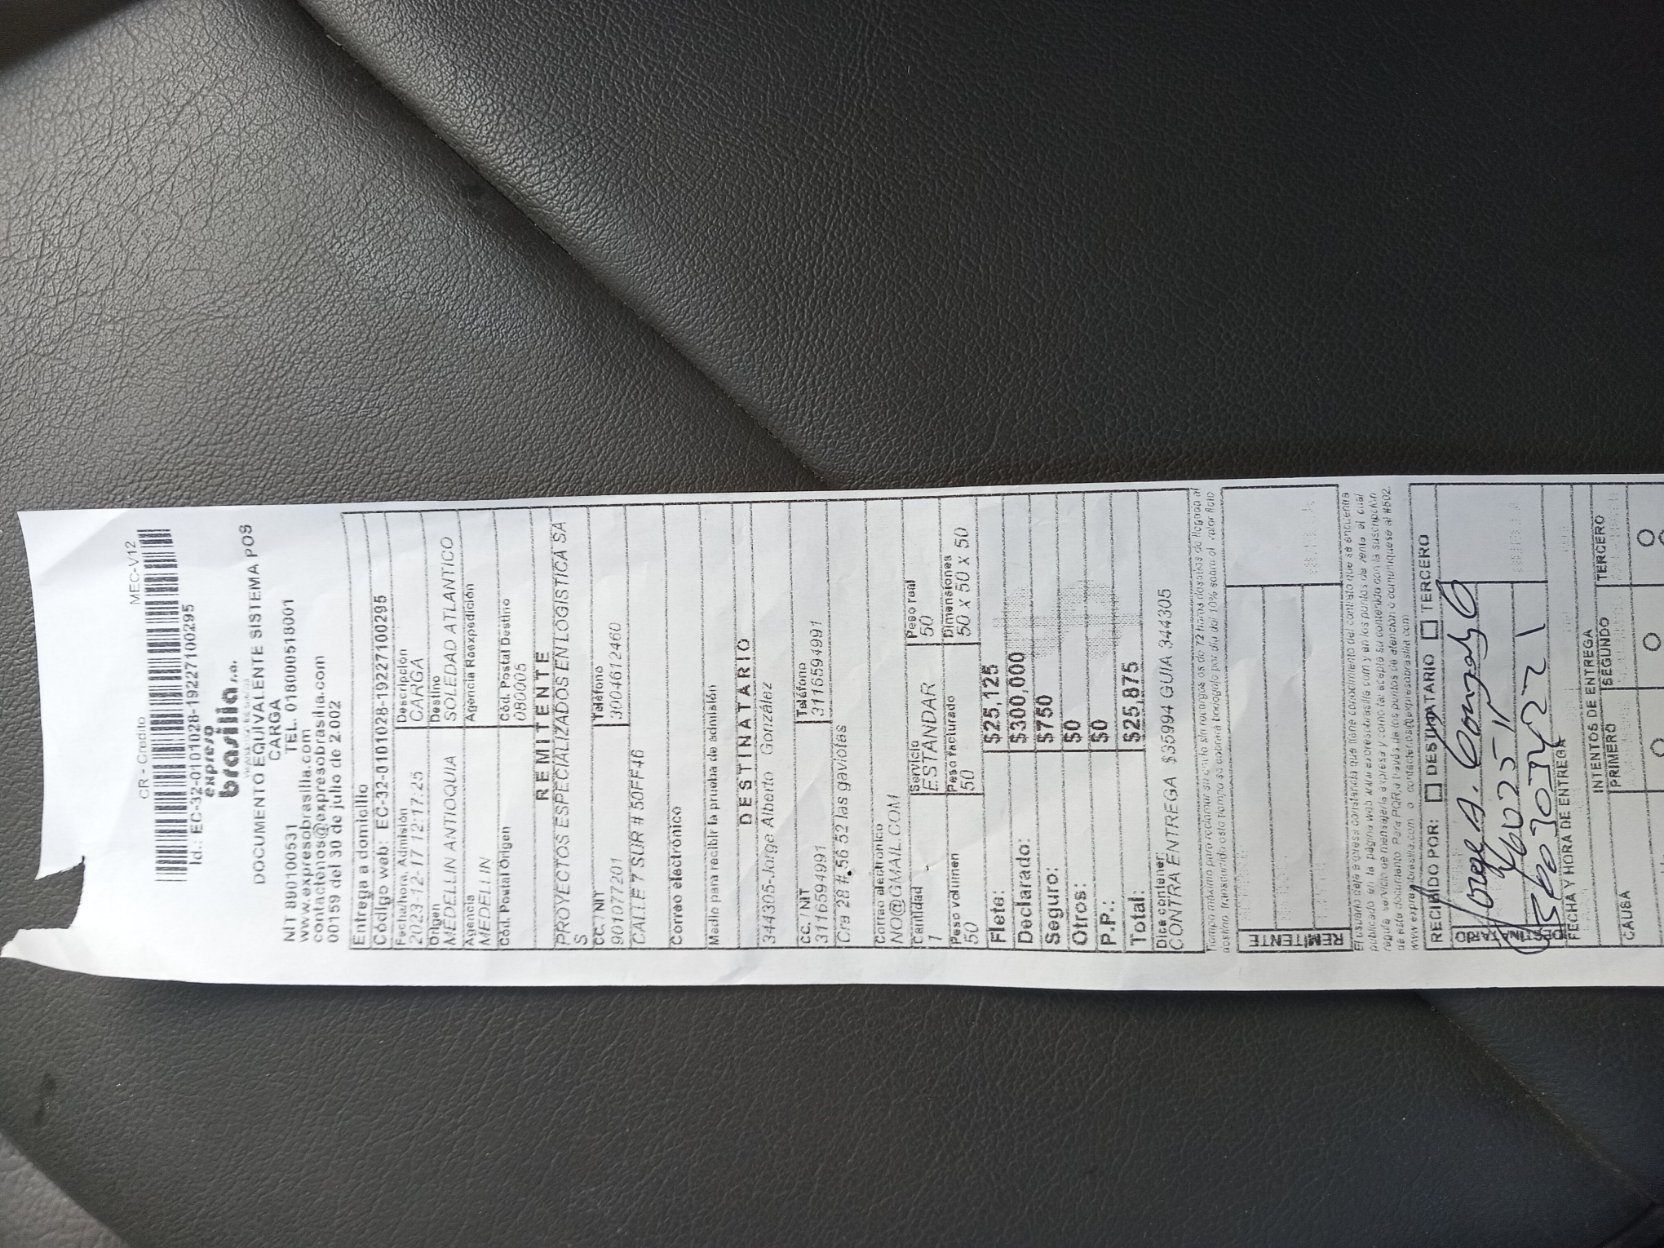 CR - Credito MEC-V12
Id.: EC-32-0101028-19227100295
expreso
brasilia s.a.
DOCUMENTO EQUIVALENTE SISTEMA POS
CARGA
NIT 890100531 TEL. 018000518001
www.expresobrasilia.com
contactenos@expresobrasilia.com
00159 del 30 de julio de 2.002
Entrega a domicilio
Código web: EC-32-0101028-19227100295
Fecha/hora, Admisión Descripción
2023-12-17 12:17:25 CARGA
Origen Destino
MEDELLIN ANTIOQUIA SOLEDAD ATLANTICO
Agencia Agencia Reexpedición
MEDELLIN
Cód. Postal Origen Cód. Postal Destino
080005
REMITENTE
PROYECTOS ESPECIALIZADOS EN LOGISTICA SA
S
CC. / NIT Teléfono
901077201 3004612460
CALLE 7 SUR # 50FF46
Correo electrónico
Medio para recibir la prueba de admisión
DESTINATARIO
344305-Jorge Alberto González
CC. / NIT Teléfono
3116594991 3116594991
Cra 28 #. 56 52 las gaviotas
Correo electrónico
NO@GMAIL.COM
Cantidad Servicio Peso real
1 ESTÁNDAR 50
Peso volumen Peso facturado Dimensiones
50 50 50 x 50 x 50
Flete: $25,125
Declarado: $300,000
Seguro: $750
Otros: $0
P.P.: $0
Total: $25,875
Dice contener:
CONTRA ENTREGA $35994 GUIA 344305
REMITENTE
RECIBIDO POR: DESTINATARIO TERCERO
Jorge A. Gonzalez
DESTINATARIO
FECHA Y HORA DE ENTREGA
INTENTOS DE ENTREGA
PRIMERO SEGUNDO TERCERO
CAUSA